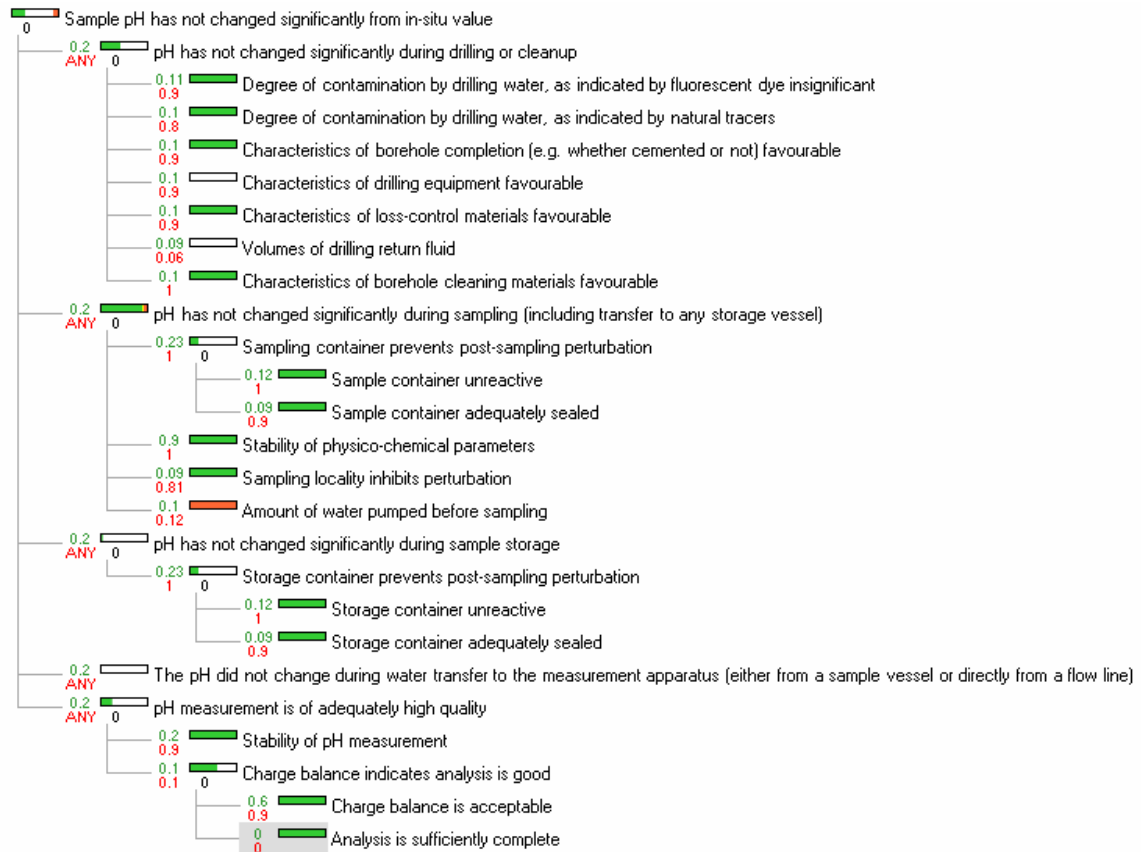 Sample pH has not changed significantly from in-situ value
0
0.2
ANY
0
pH has not changed significantly during drilling or cleanup
0.11
0.9
Degree of contamination by drilling water, as indicated by fluorescent dye insignificant
0.1
0.8
Degree of contamination by drilling water, as indicated by natural tracers
0.1
0.9
Characteristics of borehole completion (e.g. whether cemented or not) favourable
0.1
0.9
Characteristics of drilling equipment favourable
0.1
0.9
Characteristics of loss-control materials favourable
0.09
0.06
Volumes of drilling return fluid
0.1
1
Characteristics of borehole cleaning materials favourable
0.2
ANY
0
pH has not changed significantly during sampling (including transfer to any storage vessel)
0.23
1
0
Sampling container prevents post-sampling perturbation
0.12
1
Sample container unreactive
0.09
0.9
Sample container adequately sealed
0.9
1
Stability of physico-chemical parameters
0.09
0.81
Sampling locality inhibits perturbation
0.1
0.12
Amount of water pumped before sampling
0.2
ANY
0
pH has not changed significantly during sample storage
0.23
1
0
Storage container prevents post-sampling perturbation
0.12
1
Storage container unreactive
0.09
0.9
Storage container adequately sealed
0.2
ANY
The pH did not change during water transfer to the measurement apparatus (either from a sample vessel or directly from a flow line)
0.2
ANY
0
pH measurement is of adequately high quality
0.2
0.9
Stability of pH measurement
0.1
0.1
0
Charge balance indicates analysis is good
0.6
0.9
Charge balance is acceptable
0
0
Analysis is sufficiently complete